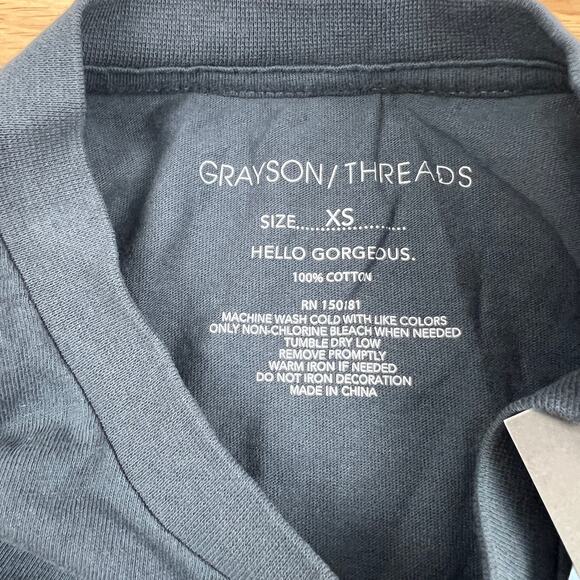 GRAYSON/THREADS
SIZE......XS..........
HELLO GORGEOUS.
100% COTTON
RN 150181
MACHINE WASH COLD WITH LIKE COLORS
ONLY NON-CHLORINE BLEACH WHEN NEEDED
TUMBLE DRY LOW
REMOVE PROMPTLY
WARM IRON IF NEEDED
DO NOT IRON DECORATION
MADE IN CHINA